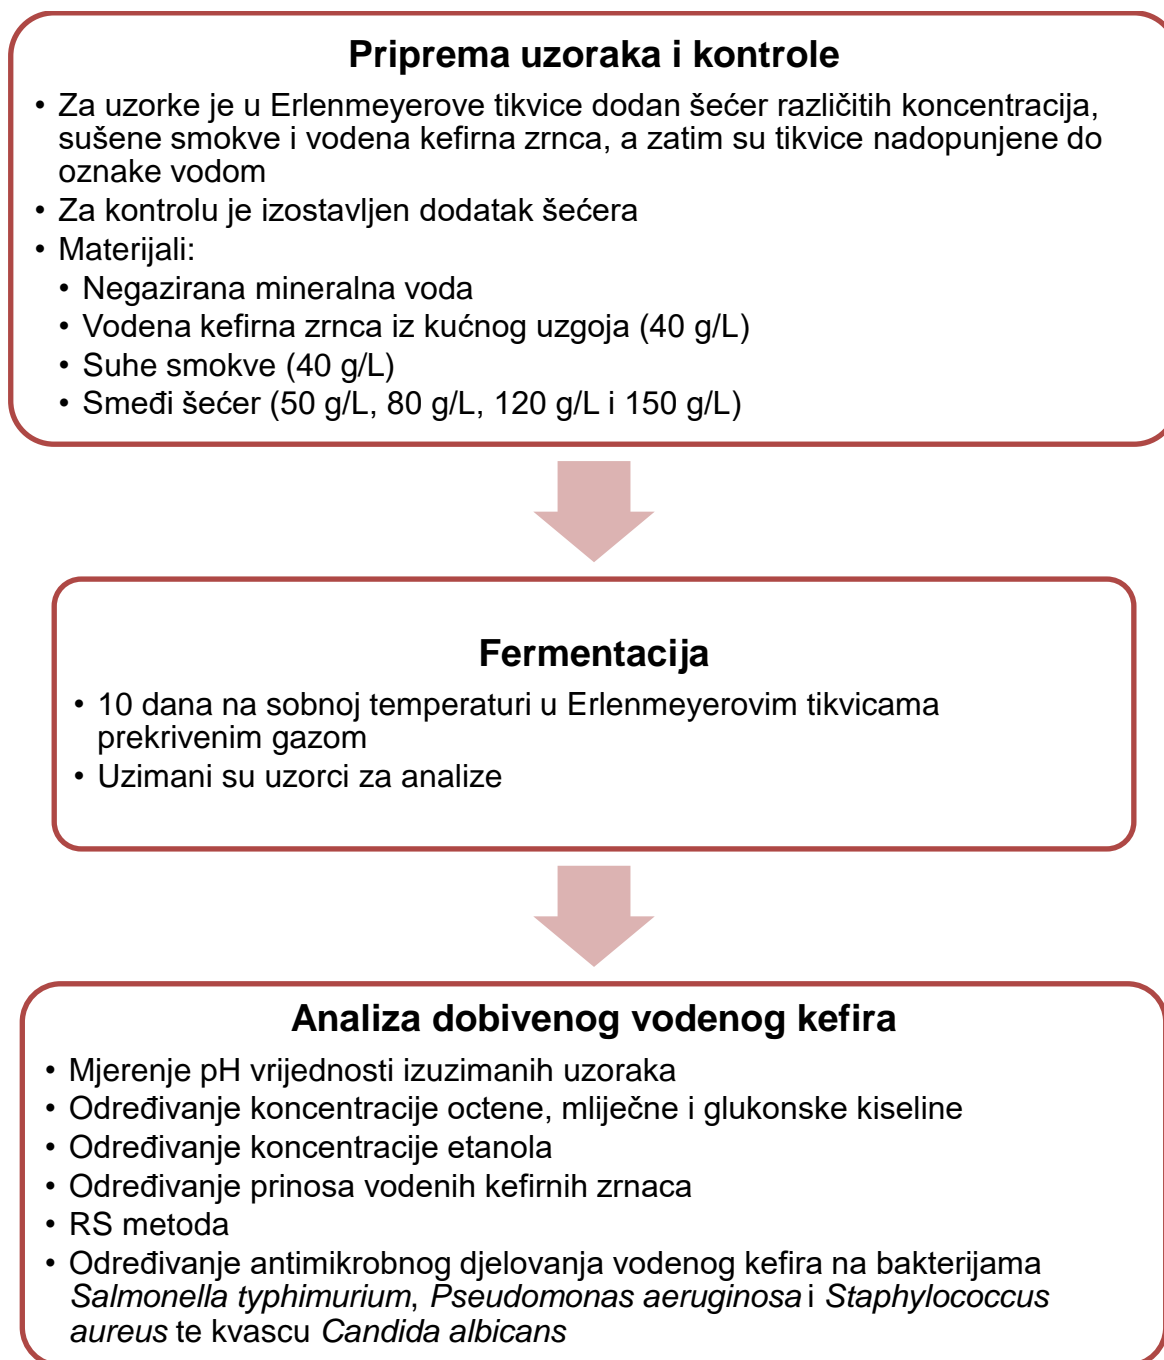 Priprema uzoraka i kontrole
• Za uzorke je u Erlenmeyerove tikvice dodan šećer različitih koncentracija,
sušene smokve i vodena kefirna zrnca, a zatim su tikvice nadopunjene do
oznake vodom
• Za kontrolu je izostavljen dodatak šećera
• Materijali:
• Negazirana mineralna voda
• Vodena kefirna zrnca iz kućnog uzgoja (40 g/L)
• Suhe smokve (40 g/L)
• Smeđi šećer (50 g/L, 80 g/L, 120 g/L i 150 g/L)
Fermentacija
• 10 dana na sobnoj temperaturi u Erlenmeyerovim tikvicama
prekrivenim gazom
• Uzimani su uzorci za analize
Analiza dobivenog vodenog kefira
• Mjerenje pH vrijednosti izuzimanih uzoraka
• Određivanje koncentracije octene, mliječne i glukonske kiseline
• Određivanje koncentracije etanola
• Određivanje prinosa vodenih kefirnih zrnaca
• RS metoda
• Određivanje antimikrobnog djelovanja vodenog kefira na bakterijama
Salmonella typhimurium, Pseudomonas aeruginosa i Staphylococcus
aureus te kvascu Candida albicans